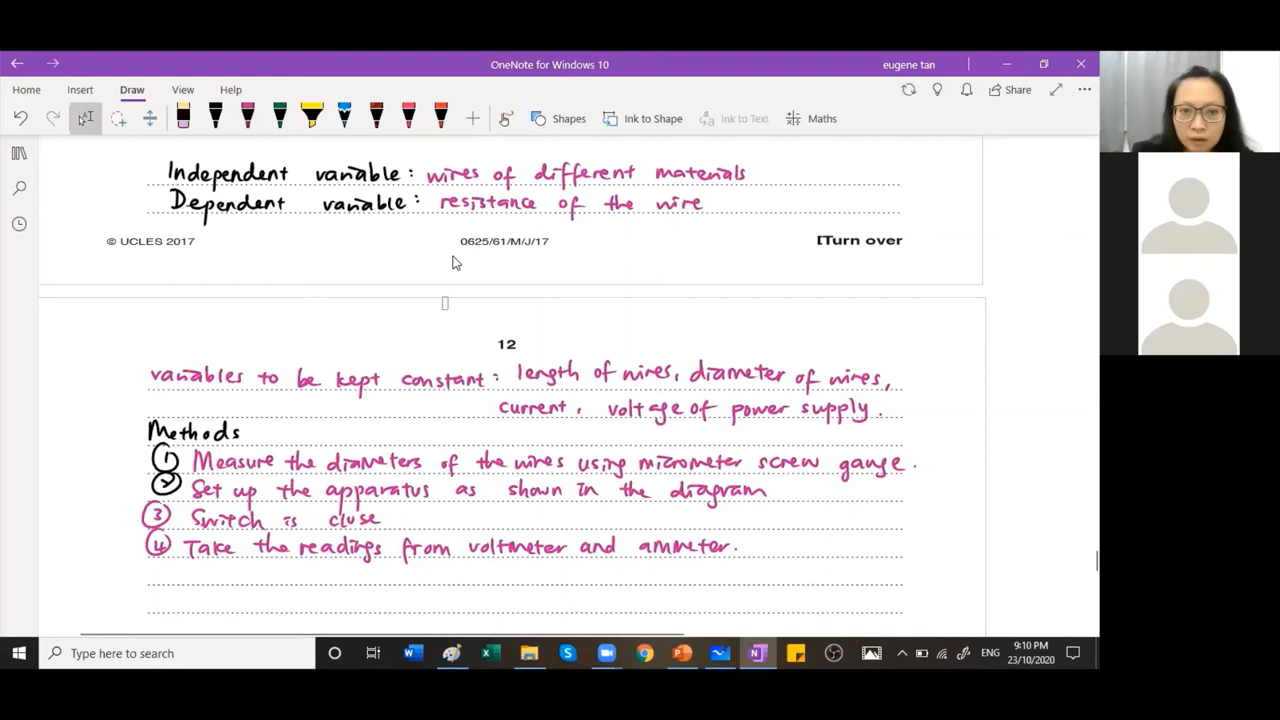 OneNote for Windows 10
eugene tan
Home Insert Draw View Help
Share
Shapes Ink to Shape Ink to Text Maths
Independent variable: wires of different materials
Dependent variable: resistance of the wire
© UCLES 2017 0625/61/M/J/17 [Turn over
12
variables to be kept constant: length of wires, diameter of wires,
current, voltage of power supply.
Methods
① Measure the diameters of the wires using micrometer screw gauge.
② Set up the apparatus as shown in the diagram
③ Switch is close
④ Take the readings from voltmeter and ammeter.
Type here to search
ENG
9:10 PM
23/10/2020